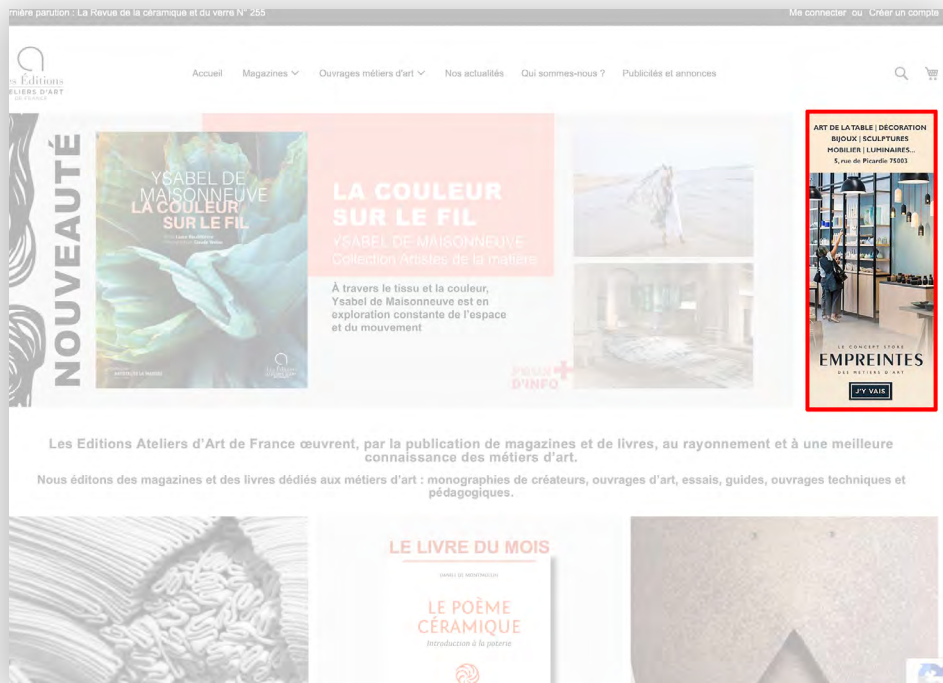 nière parution : La Revue de la céramique et du verre N° 255
Me connecter ou Créer un compte
s Éditions
ELIERS D'ART
DE FRANCE
Accueil Magazines Ouvrages métiers d'art Nos actualités Qui sommes-nous ? Publicités et annonces
NOUVEAUTÉ
YSABEL DE
MAISONNEUVE
LA COULEUR
SUR LE FIL
LA COULEUR
SUR LE FIL
YSABEL DE MAISONNEUVE
Collection Artistes de la matière
À travers le tissu et la couleur,
Ysabel de Maisonneuve est en
exploration constante de l'espace
et du mouvement
POUR
D'INFO
ART DE LA TABLE | DÉCORATION
BIJOUX | SCULPTURES
MOBILIER | LUMINAIRES...
5, rue de Picardie 75003
LE CONCEPT STORE
EMPREINTES
DES MÉTIERS D'ART
J'Y VAIS
Les Editions Ateliers d'Art de France œuvrent, par la publication de magazines et de livres, au rayonnement et à une meilleure
connaissance des métiers d'art.
Nous éditons des magazines et des livres dédiés aux métiers d'art : monographies de créateurs, ouvrages d'art, essais, guides, ouvrages techniques et
pédagogiques.
LE LIVRE DU MOIS
LE POÈME
CÉRAMIQUE
Introduction à la poterie